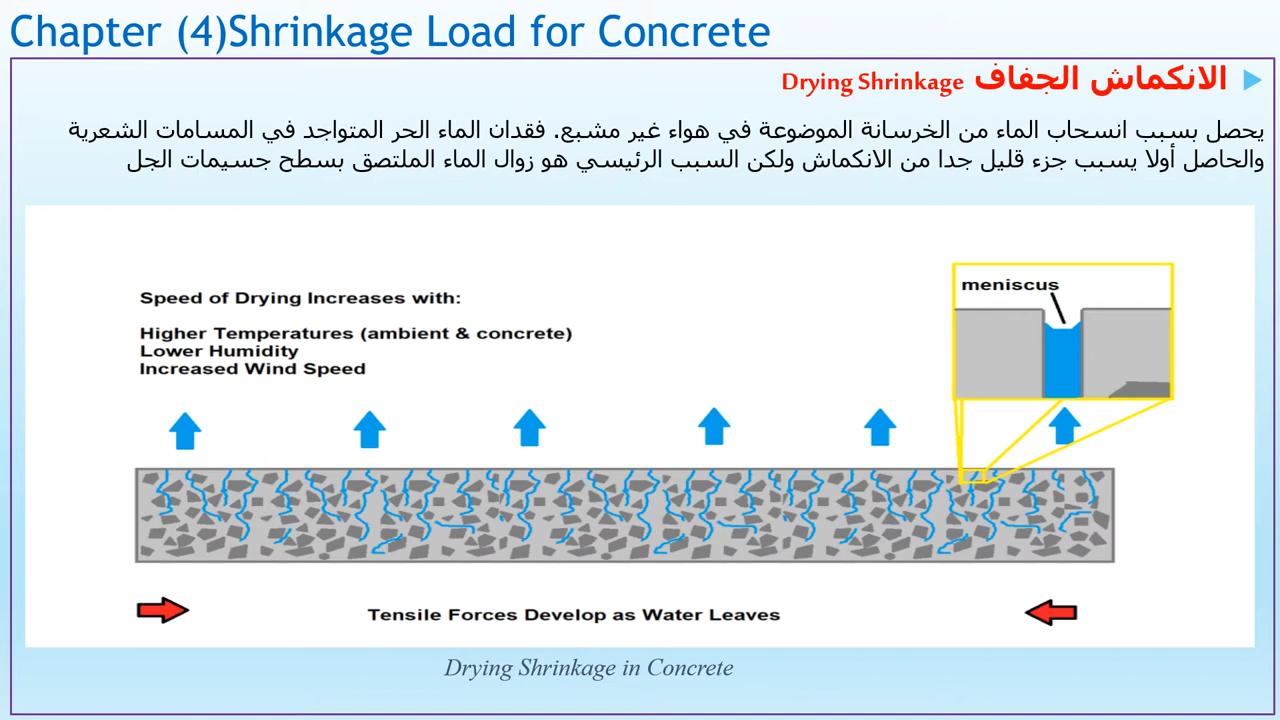 Chapter (4)Shrinkage Load for Concrete
الانكماش الجفاف Drying Shrinkage
يحصل بسبب انسحاب الماء من الخرسانة الموضوعة في هواء غير مشبع. فقدان الماء الحر المتواجد في المسامات الشعرية
والحاصل أولا يسبب جزء قليل جدا من الانكماش ولكن السبب الرئيسي هو زوال الماء الملتصق بسطح جسيمات الجل
Speed of Drying Increases with:
Higher Temperatures (ambient & concrete)
Lower Humidity
Increased Wind Speed
meniscus
Tensile Forces Develop as Water Leaves
Drying Shrinkage in Concrete